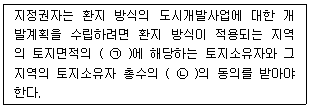 지정권자는 환지 방식의 도시개발사업에 대한 개
발계획을 수립하려면 환지 방식이 적용되는 지역
의 토지면적의 ( ㉠ )에 해당하는 토지소유자와 그
지역의 토지소유자 총수의 ( ㉡ )의 동의를 받아야
한다.